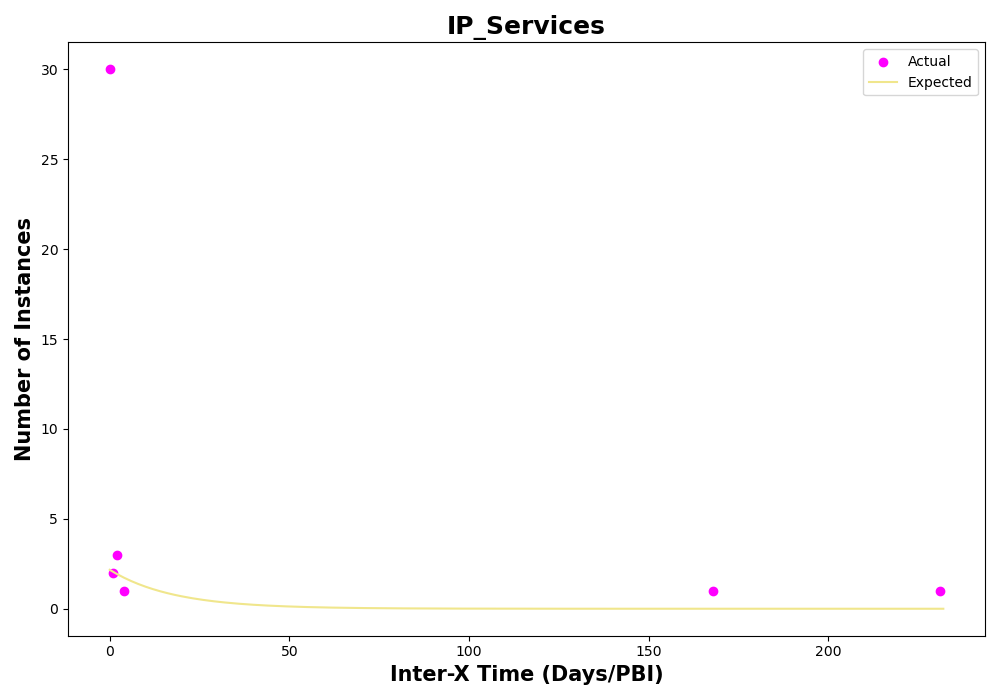 IP_Services
Actual
Expected
30
25
20
15
10
5
0
Number of Instances
0 50 100 150 200
Inter-X Time (Days/PBI)